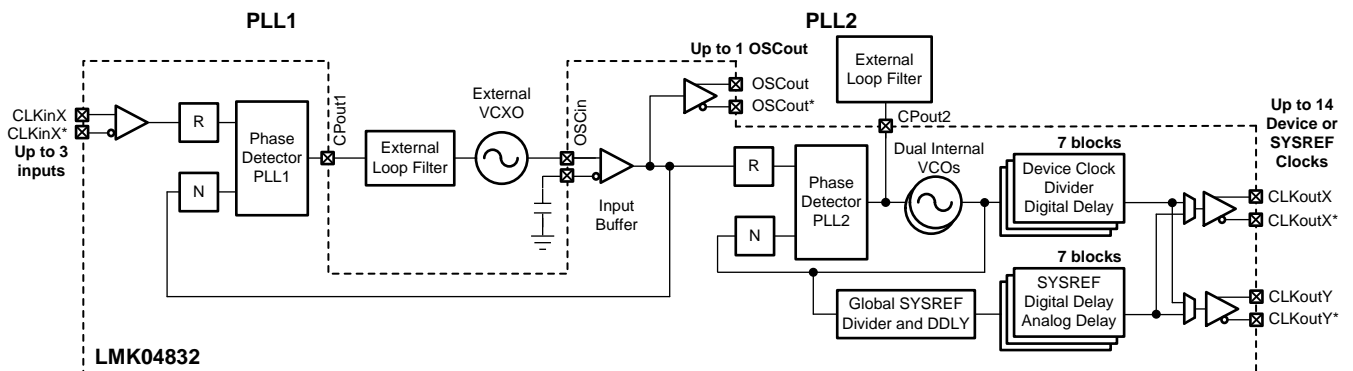 PLL1
PLL2
Up to 1 OSCout
External
Loop Filter
OSCout
OSCout*
CPout2
Up to 14
Device or
SYSREF
Clocks
CLKinX
CLKinX*
Up to 3
inputs
R
N
Phase
Detector
PLL1
CPout1
External
Loop Filter
External
VCXO
OSCin
Input
Buffer
R
N
Phase
Detector
PLL2
Dual Internal
VCOs
7 blocks
Device Clock
Divider
Digital Delay
CLKoutX
CLKoutX*
7 blocks
Global SYSREF
Divider and DDLY
SYSREF
Digital Delay
Analog Delay
CLKoutY
CLKoutY*
LMK04832